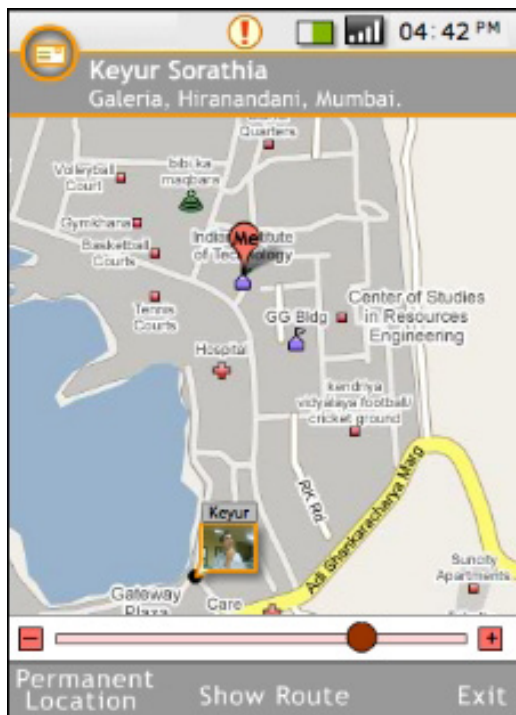 04:42 PM
Keyur Sorathia
Galeria, Hiranandani, Mumbai.
Quarters
Volleyball
Court
bibi ka
maqbara
Gymkhana
Basketball
Courts
Me
of Technology
Tennis
Courts
GG Bldg
Center of Studies
in Resources
Engineering
Hospital
kendriya
vidyalaya football/
cricket ground
RK Rd
Adi Shankaracharya Marg
Keyur
Suncity
Apartments
Gateway
Plaza
Care
-
+
Permanent
Location
Show Route
Exit